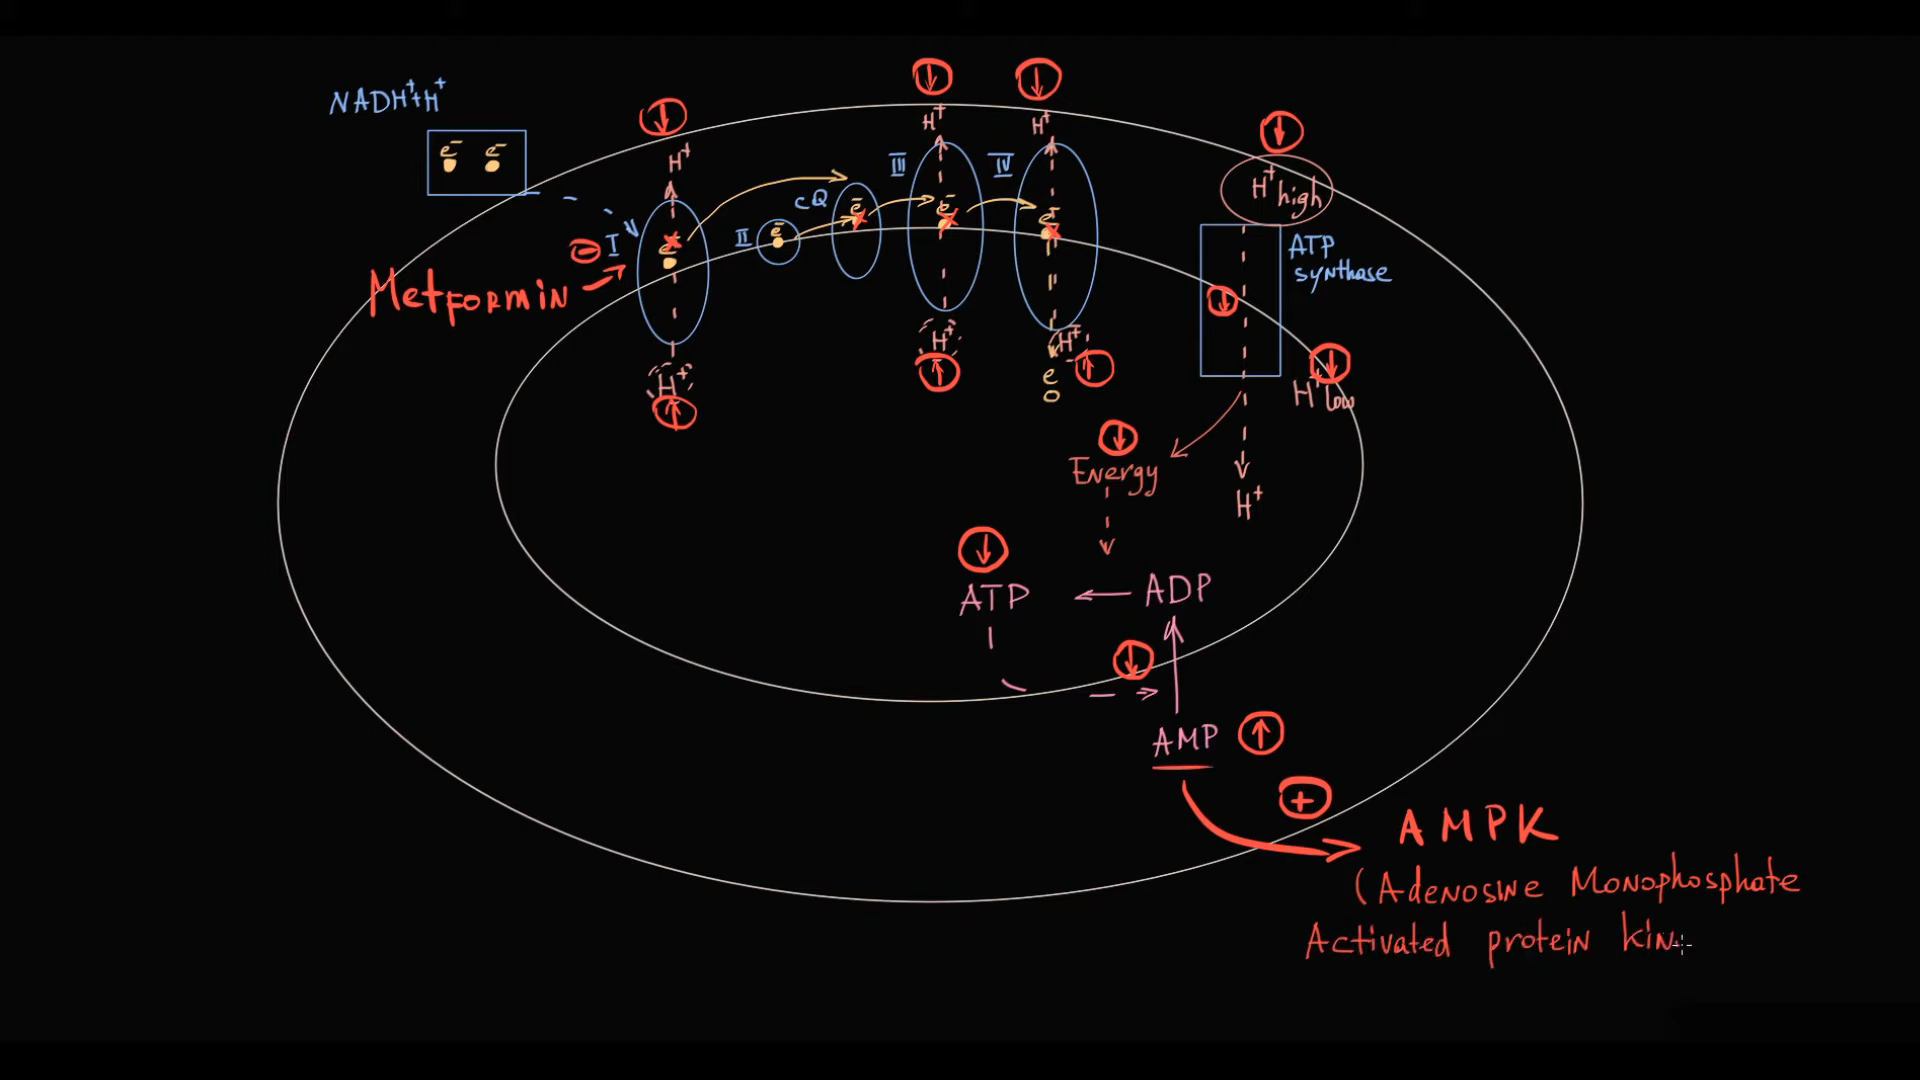 NADH⁺+H⁺
e⁻ e⁻
H⁺
H⁺
H⁺
H⁺ high
III
IV
cQ
II
I
e⁻
e⁻
e⁻
e⁻
e⁻
ATP
synthase
Metformin
H⁺
H⁺
H⁺
e
H⁺ low
Energy
H⁺
ATP
ADP
AMP
AMPK
(Adenosine Monophosphate
Activated protein kin